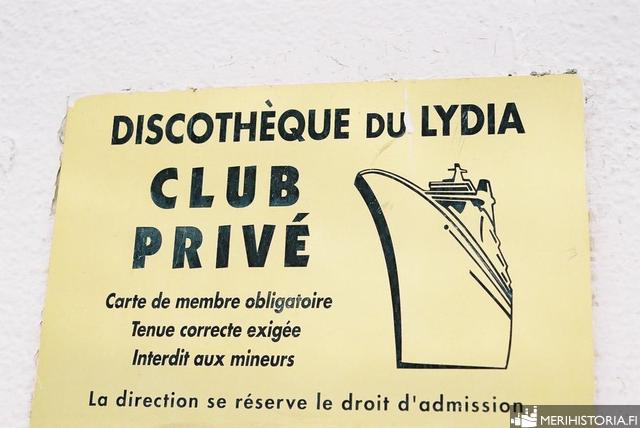 DISCOTHÈQUE DU LYDIA
CLUB
PRIVÉ
Carte de membre obligatoire
Tenue correcte exigée
Interdit aux mineurs
La direction se réserve le droit d'admission
MERIHISTORIA.FI